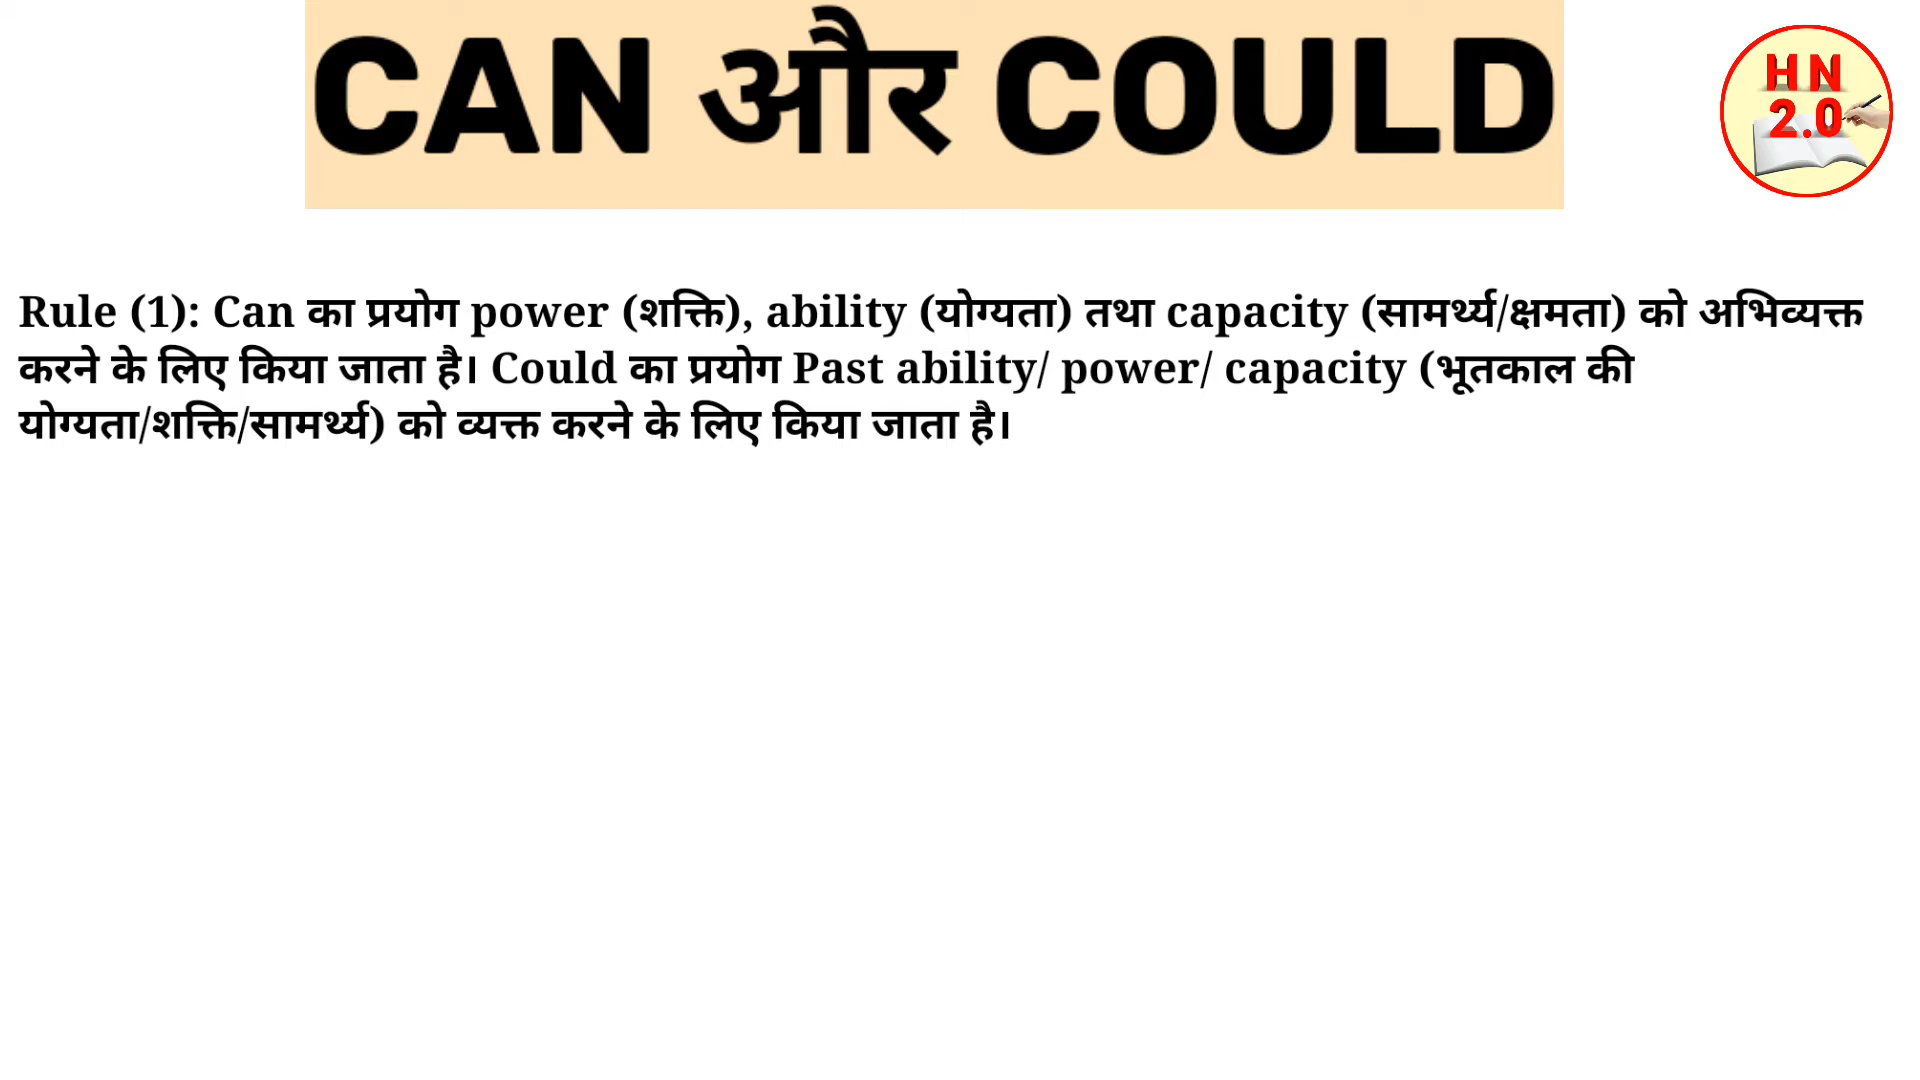 CAN और COULD
H N
2.0
Rule (1): Can का प्रयोग power (शक्ति), ability (योग्यता) तथा capacity (सामर्थ्य/क्षमता) को अभिव्यक्त
करने के लिए किया जाता है। Could का प्रयोग Past ability/ power/ capacity (भूतकाल की
योग्यता/शक्ति/सामर्थ्य) को व्यक्त करने के लिए किया जाता है।